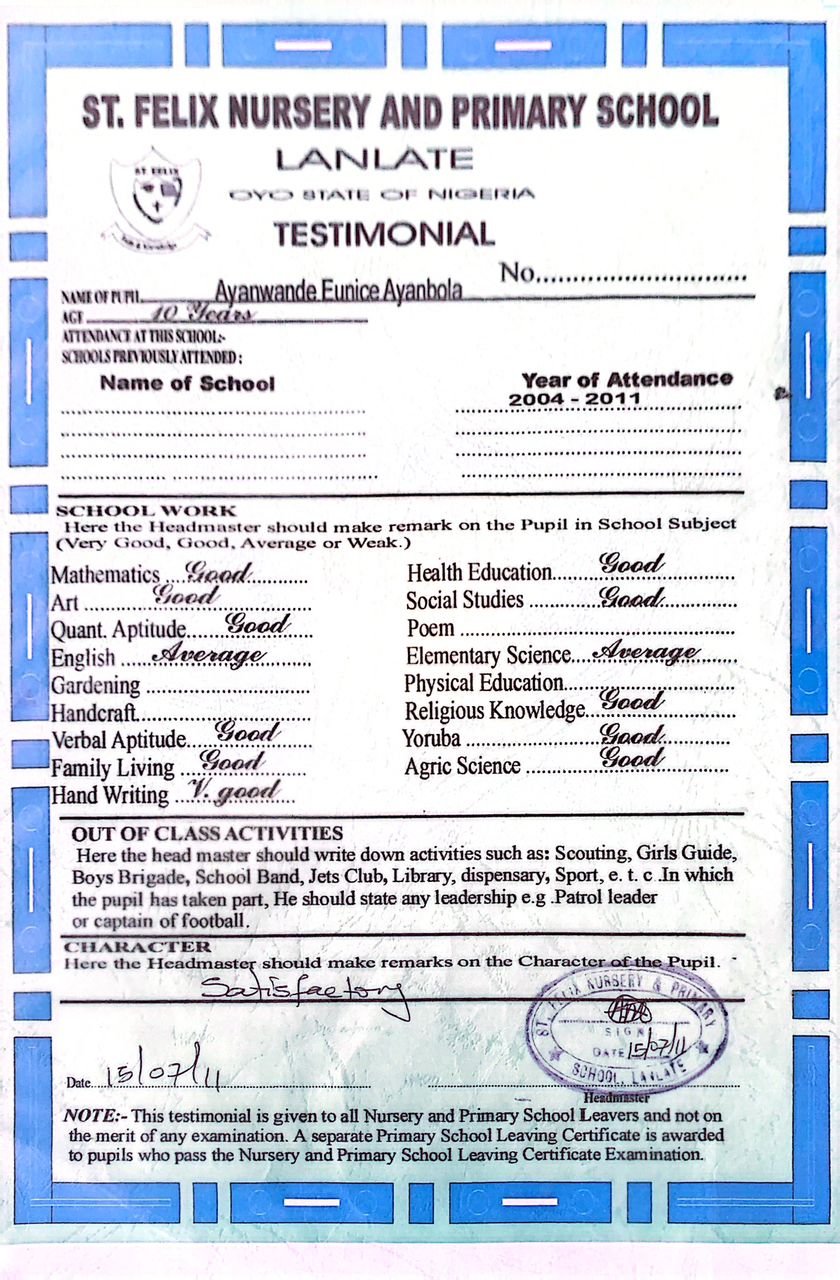 ST. FELIX NURSERY AND PRIMARY SCHOOL
LANLATE
ST. FELIX
OYO STATE OF NIGERIA
TESTIMONIAL
No..............................
NAME OF PUPIL Ayanwande Eunice Ayanbola
AGE 10 Years
ATTENDANCE AT THIS SCHOOL:-
SCHOOLS PREVIOUSLY ATTENDED :
Name of School Year of Attendance
2004 - 2011
SCHOOL WORK
Here the Headmaster should make remark on the Pupil in School Subject
(Very Good, Good, Average or Weak.)
Mathematics ....Good............ Health Education..........Good..............
Art ............Good.................. Social Studies ..............Good..............
Quant. Aptitude......Good..... Poem .......................................................
English ......Average.......... Elementary Science....Average.......
Gardening ................................. Physical Education..................................
Handcraft................................... Religious Knowledge..Good.............
Verbal Aptitude.....Good....... Yoruba ..........................Good..............
Family Living ....Good........ Agric Science ...............Good.............
Hand Writing ...V. good...
OUT OF CLASS ACTIVITIES
Here the head master should write down activities such as: Scouting, Girls Guide,
Boys Brigade, School Band, Jets Club, Library, dispensary, Sport, e. t. c .In which
the pupil has taken part, He should state any leadership e.g .Patrol leader
or captain of football.
CHARACTER
Here the Headmaster should make remarks on the Character of the Pupil.
Satisfactory
ST. FELIX NURSERY & PRIMARY
SIGN
DATE 15/07/11
SCHOOL, LANLATE
Date 15/07/11
Headmaster
NOTE:- This testimonial is given to all Nursery and Primary School Leavers and not on
the merit of any examination. A separate Primary School Leaving Certificate is awarded
to pupils who pass the Nursery and Primary School Leaving Certificate Examination.